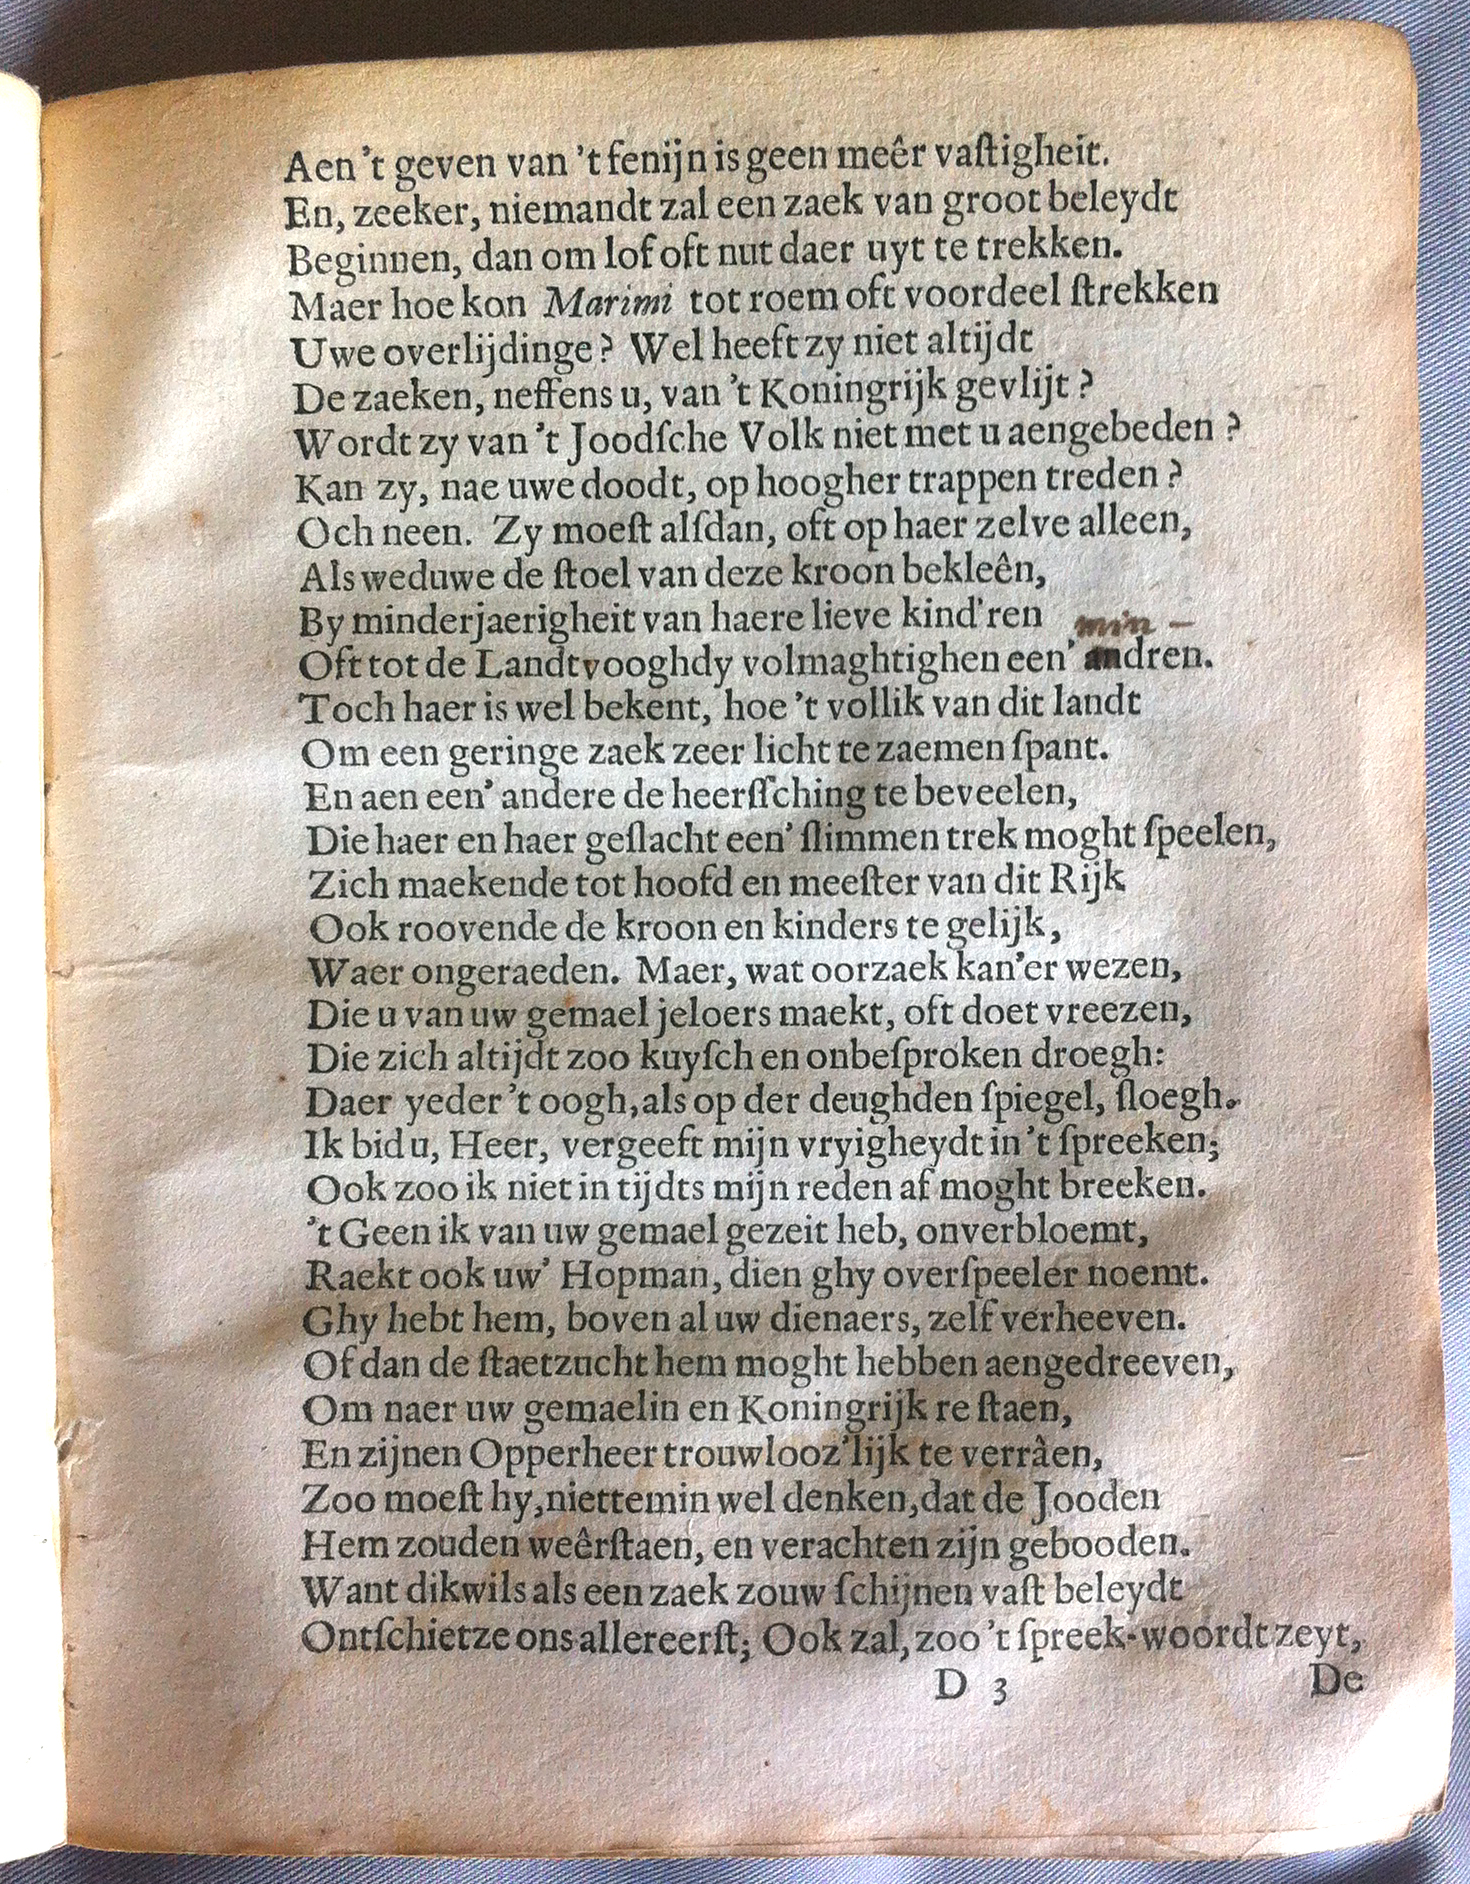 Aen 't geven van 't fenijn is geen meêr vaſtigheit.
En, zeeker, niemandt zal een zaek van groot beleydt
Beginnen, dan om lof oft nut daer uyt te trekken.
Maer hoe kon Marimi tot roem oft voordeel ſtrekken
Uwe overlijdinge? Wel heeft zy niet altijdt
De zaeken, neffens u, van 't Koningrijk gevlijt?
Wordt zy van 't Joodſche Volk niet met u aengebeden?
Kan zy, nae uwe doodt, op hoogher trappen treden?
Och neen. Zy moeſt alſdan, oft op haer zelve alleen,
Als weduwe de ſtoel van deze kroon bekleên,
By minderjaerigheit van haere lieve kind'ren
min -
Oft tot de Landtvooghdy volmaghtighen een' andren.
Toch haer is wel bekent, hoe 't vollik van dit landt
Om een geringe zaek zeer licht te zaemen ſpant.
En aen een' andere de heerſſching te beveelen,
Die haer en haer geſlacht een' ſlimmen trek moght ſpeelen,
Zich maekende tot hoofd en meeſter van dit Rijk
Ook roovende de kroon en kinders te gelijk,
Waer ongeraeden. Maer, wat oorzaek kan'er wezen,
Die u van uw gemael jeloers maekt, oft doet vreezen,
Die zich altijdt zoo kuyſch en onbeſproken droegh:
Daer yeder 't oogh, als op der deughden ſpiegel, ſloegh.
Ik bid u, Heer, vergeeft mijn vryigheydt in 't ſpreeken;
Ook zoo ik niet in tijdts mijn reden af moght breeken.
't Geen ik van uw gemael gezeit heb, onverbloemt,
Raekt ook uw' Hopman, dien ghy overſpeeler noemt.
Ghy hebt hem, boven al uw dienaers, zelf verheeven.
Of dan de ſtaetzucht hem moght hebben aengedreeven,
Om naer uw gemaelin en Koningrijk re ſtaen,
En zijnen Opperheer trouwlooz'lijk te verrâen,
Zoo moeſt hy, niettemin wel denken, dat de Jooden
Hem zouden weêrſtaen, en verachten zijn gebooden.
Want dikwils als een zaek zouw ſchijnen vaſt beleydt
Ontſchietze ons allereerſt; Ook zal, zoo 't ſpreek-woordt zeyt,
D 3 De